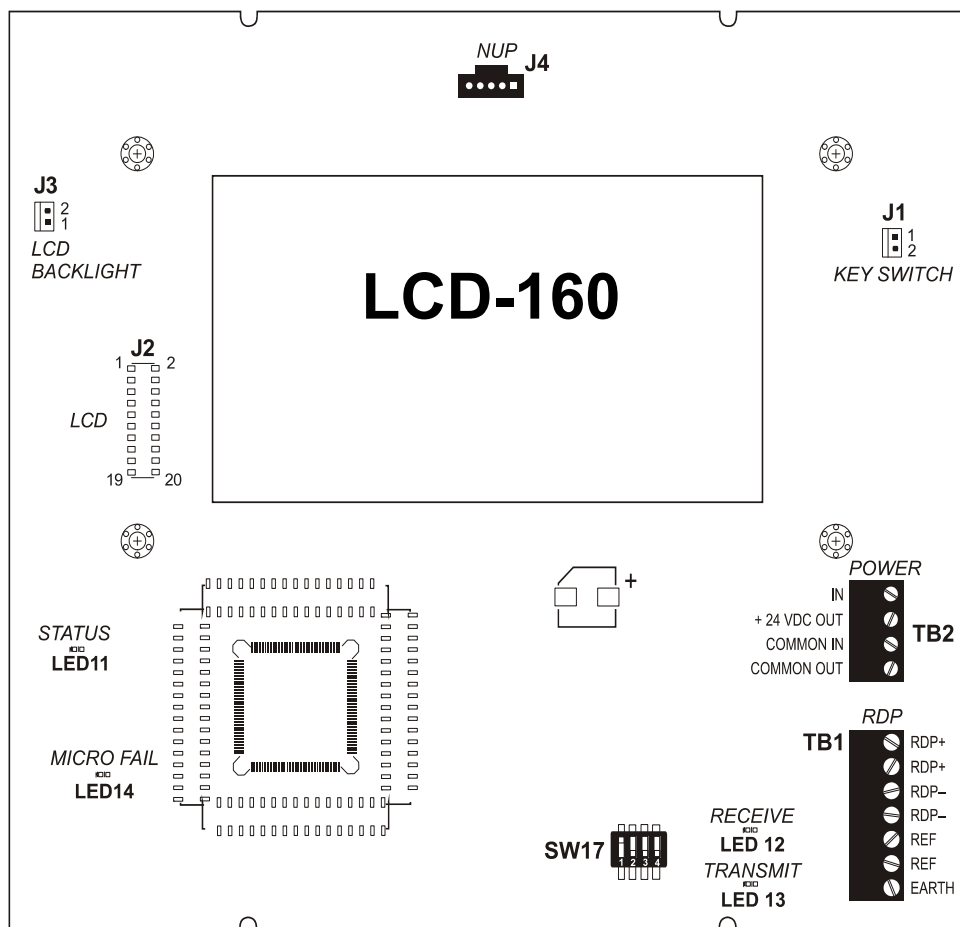 NUP
J4
J3
2
1
LCD
BACKLIGHT
J1
1
2
KEY SWITCH
LCD-160
J2
1 2
LCD
19 20
+
POWER
IN
+ 24 VDC OUT
COMMON IN
COMMON OUT
TB2
STATUS
LED11
MICRO FAIL
LED14
RDP
TB1
RDP+
RDP+
RDP–
RDP–
REF
REF
EARTH
SW17
1 2 3 4
RECEIVE
LED 12
TRANSMIT
LED 13